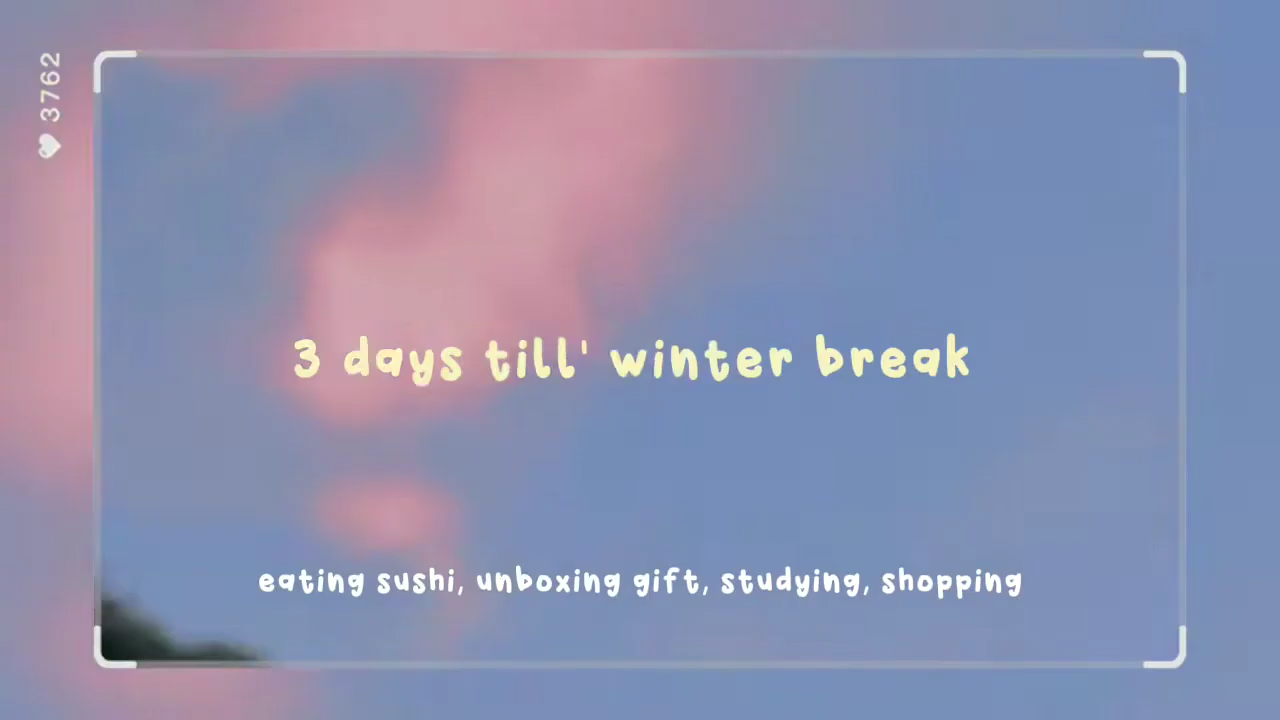 3762
3 days till' winter break
eating sushi, unboxing gift, studying, shopping